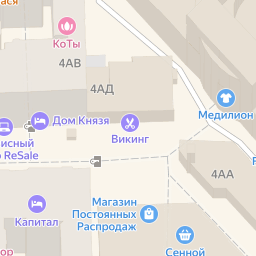 КоТы
4АВ
4АД
Дом Князя
Викинг
Медилион
ReSale
4АА
Магазин
Постоянных
Распродаж
Капитал
Сенной